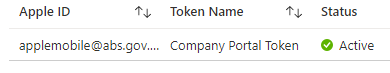 Apple ID ↑↓ Token Name ↑↓ Status
applemobile@abs.gov.... Company Portal Token Active